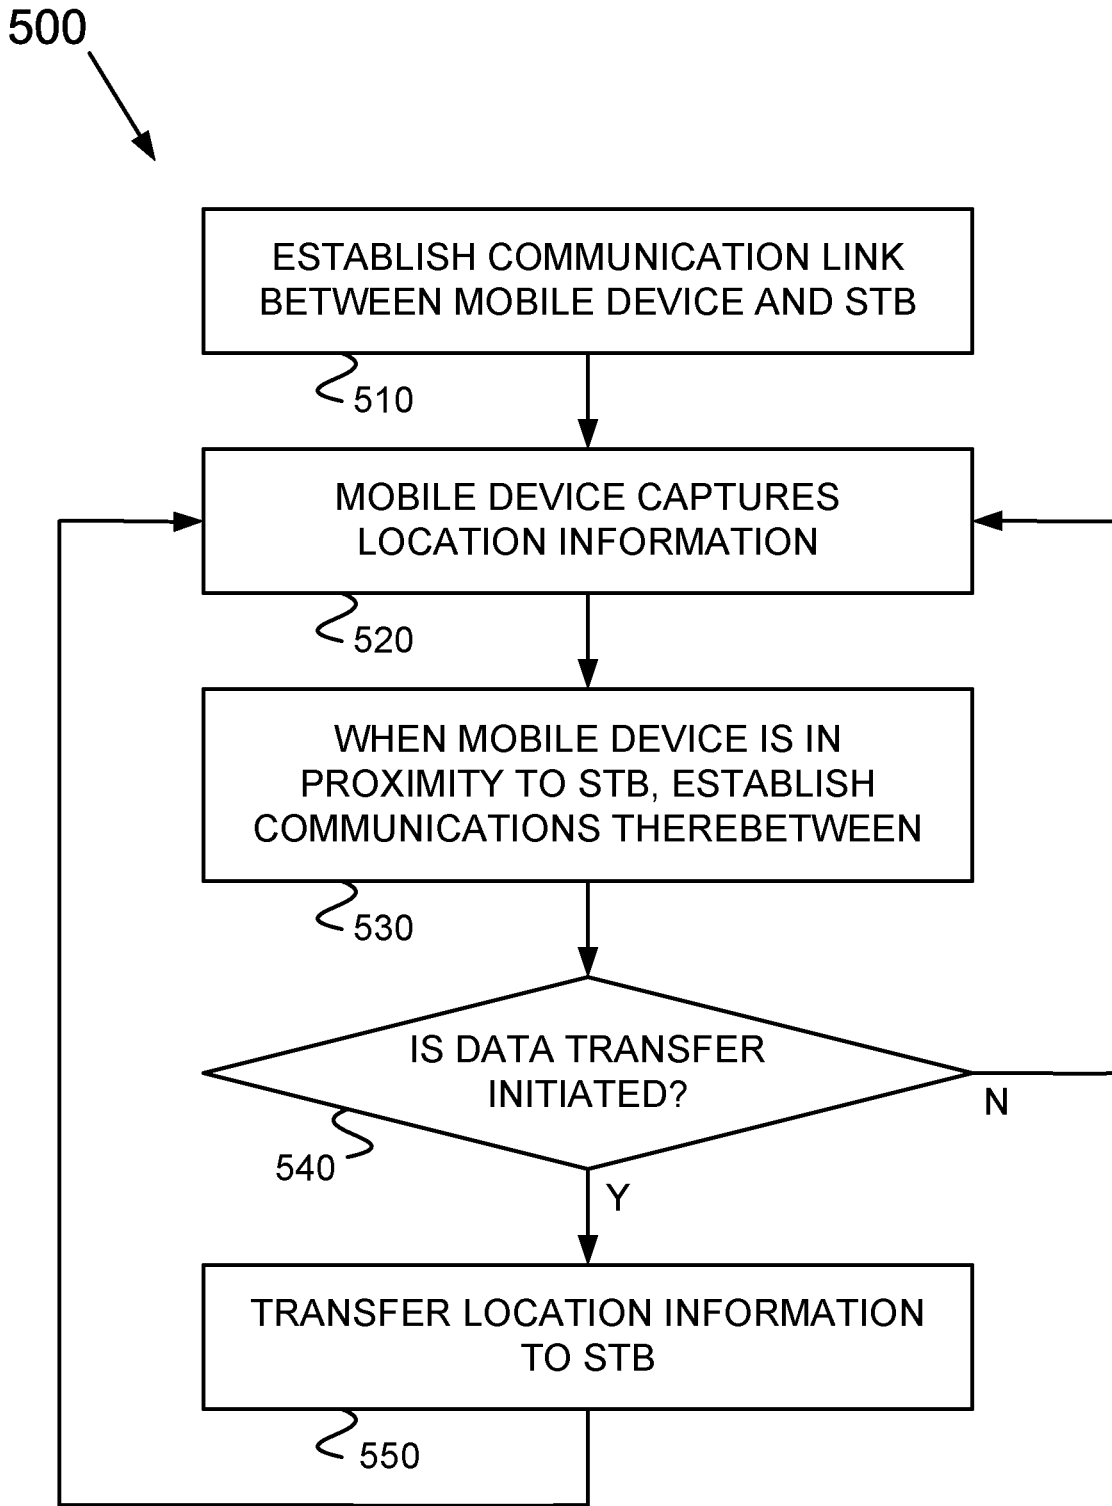 500
ESTABLISH COMMUNICATION LINK
BETWEEN MOBILE DEVICE AND STB
510
MOBILE DEVICE CAPTURES
LOCATION INFORMATION
520
WHEN MOBILE DEVICE IS IN
PROXIMITY TO STB, ESTABLISH
COMMUNICATIONS THEREBETWEEN
530
IS DATA TRANSFER
INITIATED?
N
540
Y
TRANSFER LOCATION INFORMATION
TO STB
550